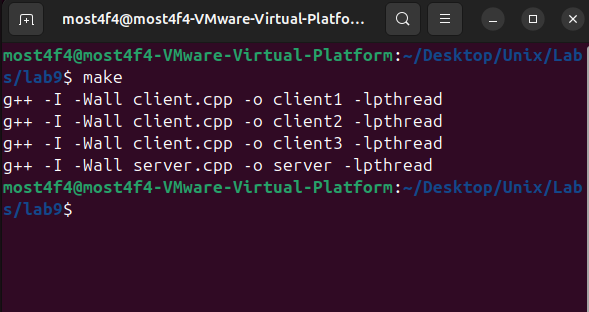 most4f4@most4f4-VMware-Virtual-Platfo...
most4f4@most4f4-VMware-Virtual-Platform:~/Desktop/Unix/Lab
s/lab9$ make
g++ -I -Wall client.cpp -o client1 -lpthread
g++ -I -Wall client.cpp -o client2 -lpthread
g++ -I -Wall client.cpp -o client3 -lpthread
g++ -I -Wall server.cpp -o server -lpthread
most4f4@most4f4-VMware-Virtual-Platform:~/Desktop/Unix/Lab
s/lab9$